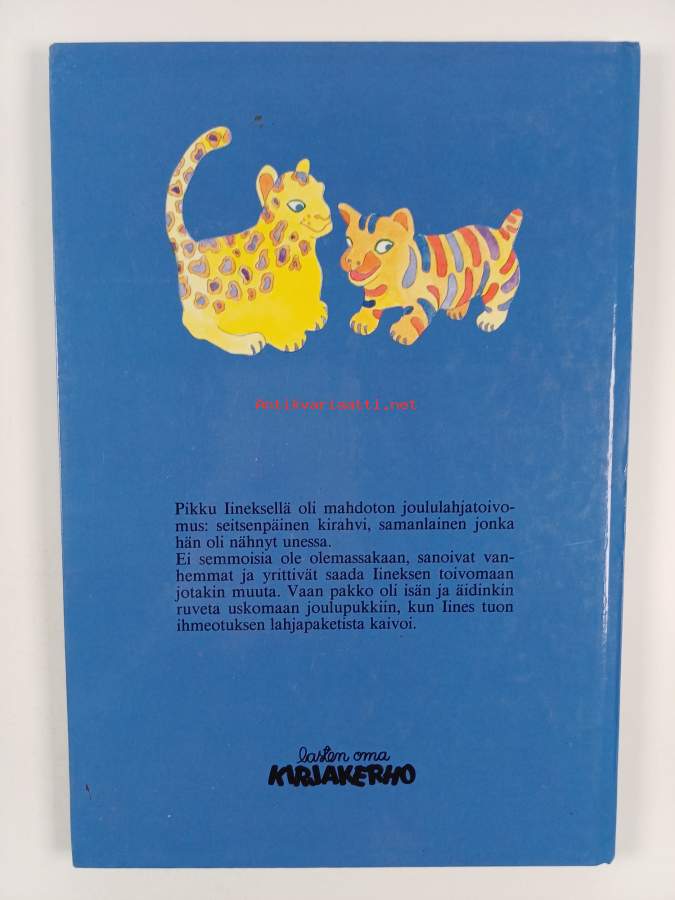 Antikvariaatti.net
Pikku Iineksellä oli mahdoton joululahjatoivo-
mus: seitsenpäinen kirahvi, samanlainen jonka
hän oli nähnyt unessa.
Ei semmoisia ole olemassakaan, sanoivat van-
hemmat ja yrittivät saada Iineksen toivomaan
jotakin muuta. Vaan pakko oli isän ja äidinkin
ruveta uskomaan joulupukkiin, kun Iines tuon
ihmeotuksen lahjapaketista kaivoi.
lasten oma
KIRJAKERHO